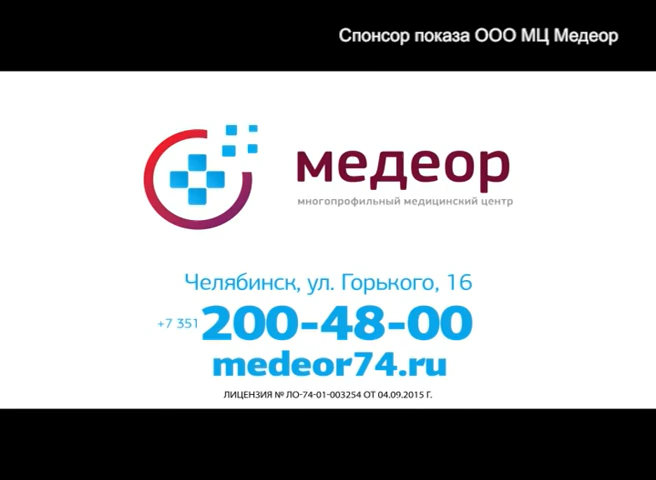 Спонсор показа ООО МЦ Медеор
медеор
многопрофильный медицинский центр
Челябинск, ул. Горького, 16
+7 351 200-48-00
medeor74.ru
ЛИЦЕНЗИЯ № ЛО-74-01-003254 ОТ 04.09.2015 Г.